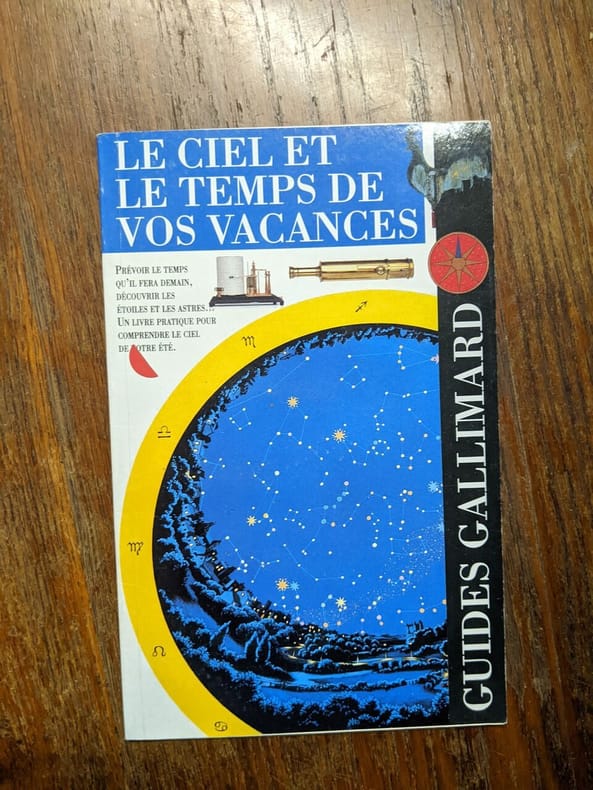 LE CIEL ET
LE TEMPS DE
VOS VACANCES
PRÉVOIR LE TEMPS
QU'IL FERA DEMAIN,
DÉCOUVRIR LES
ÉTOILES ET LES ASTRES...
UN LIVRE PRATIQUE POUR
COMPRENDRE LE CIEL
DE VOTRE ÉTÉ.
GUIDES GALLIMARD
♐
♏
♎
♍
♌
♋